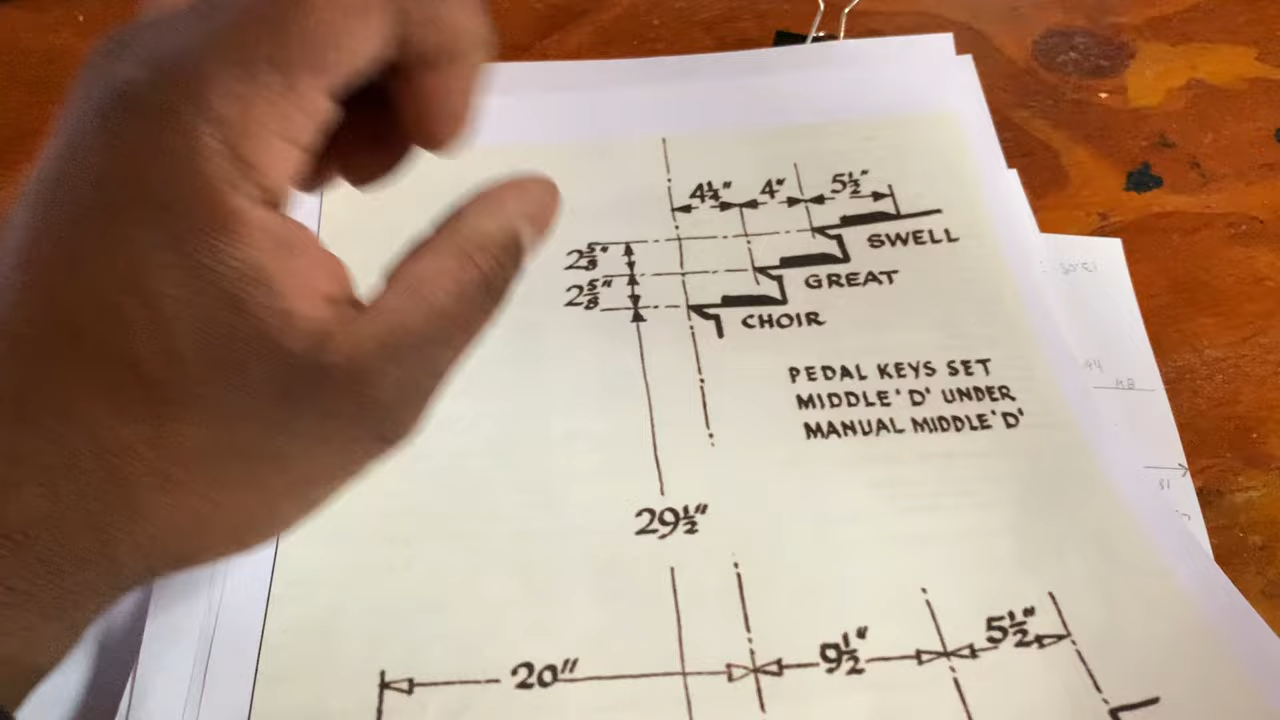 4¼" 4" 5½"
2⅝"
SWELL
2⅝"
GREAT
CHOIR
PEDAL KEYS SET
MIDDLE 'D' UNDER
MANUAL MIDDLE 'D'
29½"
20" 9½" 5½"